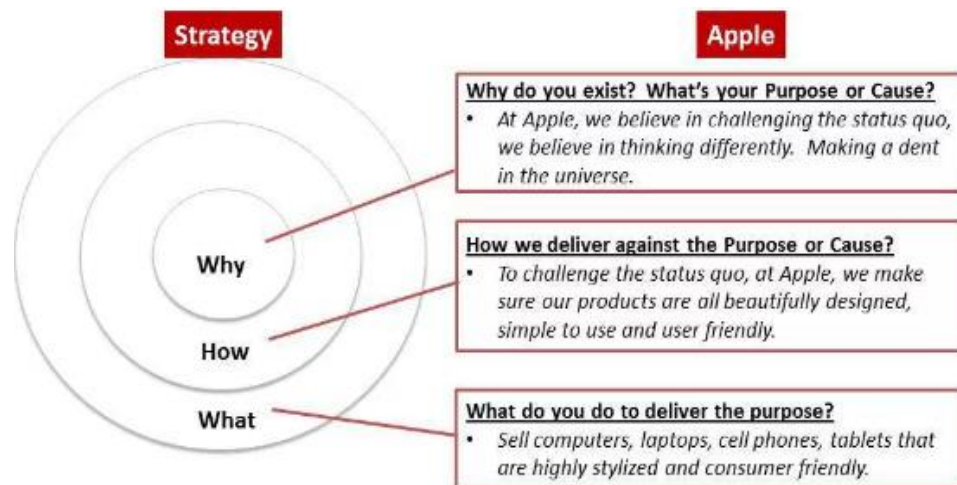 Strategy
Apple
Why do you exist? What's your Purpose or Cause?
• At Apple, we believe in challenging the status quo,
we believe in thinking differently. Making a dent
in the universe.
Why
How we deliver against the Purpose or Cause?
• To challenge the status quo, at Apple, we make
sure our products are all beautifully designed,
simple to use and user friendly.
How
What do you do to deliver the purpose?
• Sell computers, laptops, cell phones, tablets that
are highly stylized and consumer friendly.
What